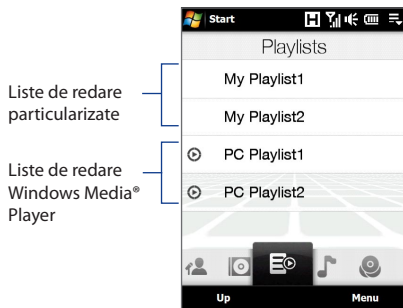 Start
H
Playlists
My Playlist1
My Playlist2
PC Playlist1
PC Playlist2
Up Menu
Liste de redare
particularizate
Liste de redare
Windows Media®
Player